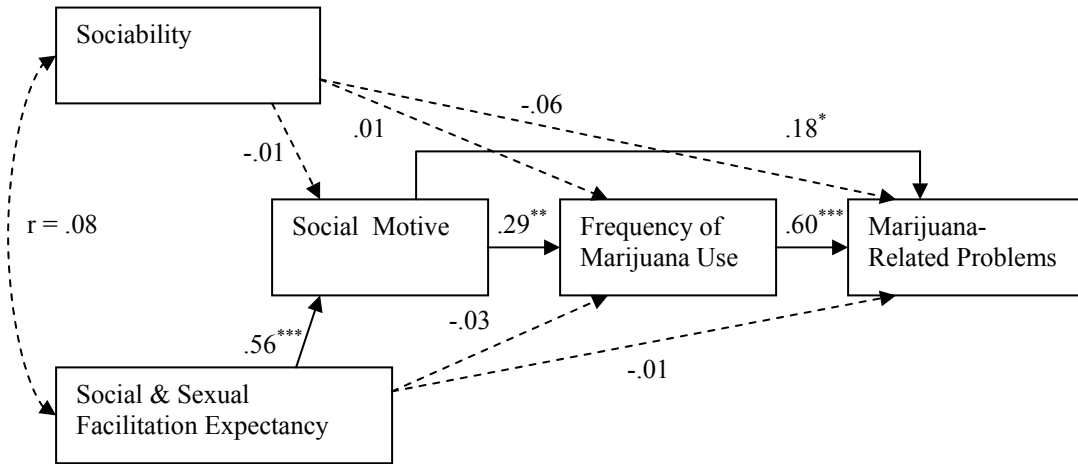 Sociability
-.06
.01
.18*
-.01
r = .08
Social Motive
.29**
Frequency of
Marijuana Use
.60***
Marijuana-
Related Problems
-.03
.56***
-.01
Social & Sexual
Facilitation Expectancy